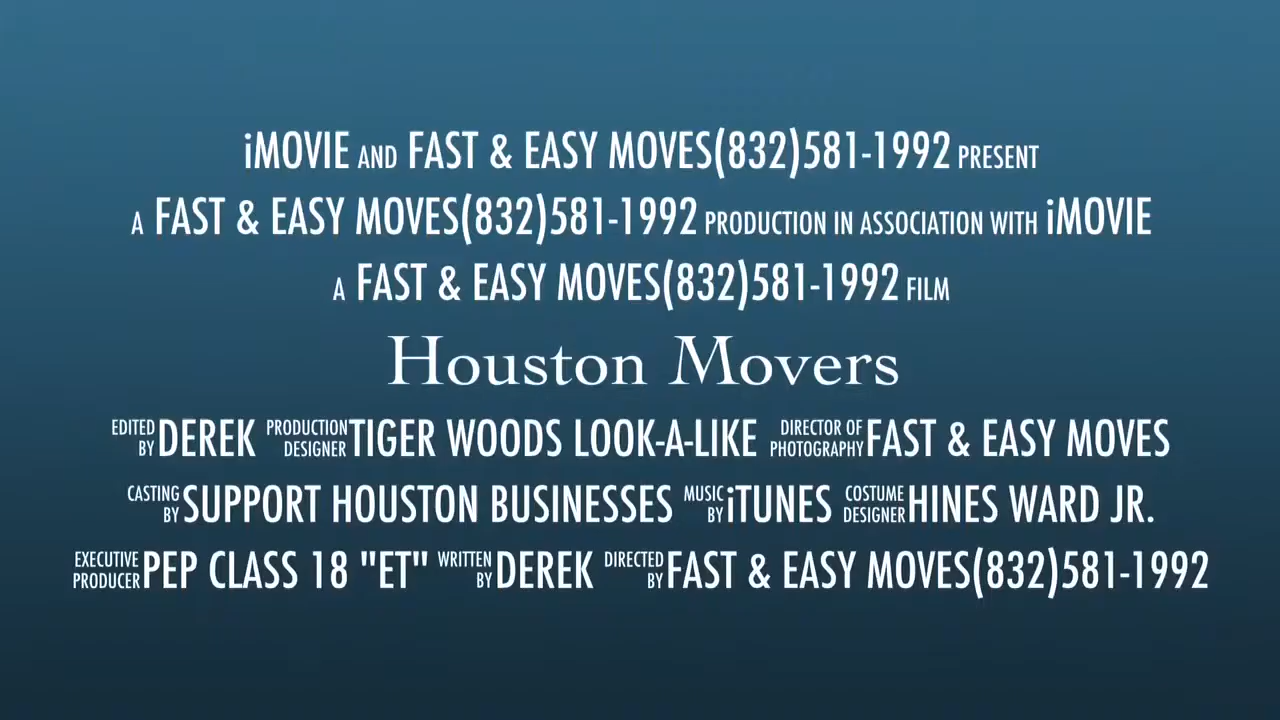 iMOVIE AND FAST & EASY MOVES(832)581-1992 PRESENT
A FAST & EASY MOVES(832)581-1992 PRODUCTION IN ASSOCIATION WITH iMOVIE
A FAST & EASY MOVES(832)581-1992 FILM
Houston Movers
EDITED BY DEREK PRODUCTION DESIGNER TIGER WOODS LOOK-A-LIKE DIRECTOR OF PHOTOGRAPHY FAST & EASY MOVES
CASTING BY SUPPORT HOUSTON BUSINESSES MUSIC BY iTUNES COSTUME DESIGNER HINES WARD JR.
EXECUTIVE PRODUCER PEP CLASS 18 "ET" WRITTEN BY DEREK DIRECTED BY FAST & EASY MOVES(832)581-1992